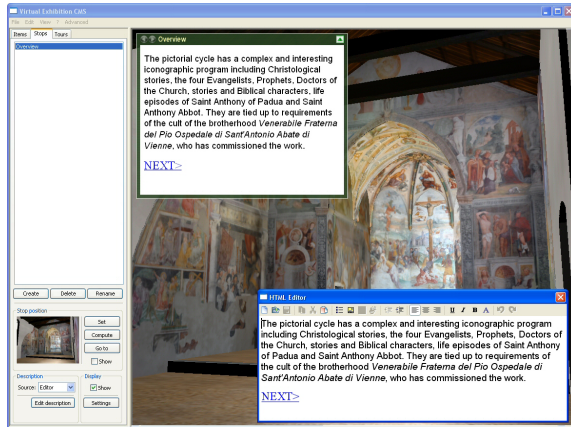 Virtual Exhibition CMS
File Edit View ? Advanced
Items Stops Tours
Overview
Create Delete Rename
Stop position
Set
Compute
Go to
Show
Description
Source: Editor
Edit description
Display
Show
Settings
Overview
The pictorial cycle has a complex and interesting
iconographic program including Christological
stories, the four Evangelists, Prophets, Doctors of
the Church, stories and Biblical characters, life
episodes of Saint Anthony of Padua and Saint
Anthony Abbot. They are tied up to requirements
of the cult of the brotherhood Venerabile Fraterna
del Pio Ospedale di Sant'Antonio Abate di
Vienne, who has commissioned the work.
NEXT>
HTML Editor
The pictorial cycle has a complex and interesting iconographic program
including Christological stories, the four Evangelists, Prophets, Doctors of
the Church, stories and Biblical characters, life episodes of Saint Anthony
of Padua and Saint Anthony Abbot. They are tied up to requirements of
the cult of the brotherhood Venerabile Fraterna del Pio Ospedale di
Sant'Antonio Abate di Vienne, who has commissioned the work.
NEXT>